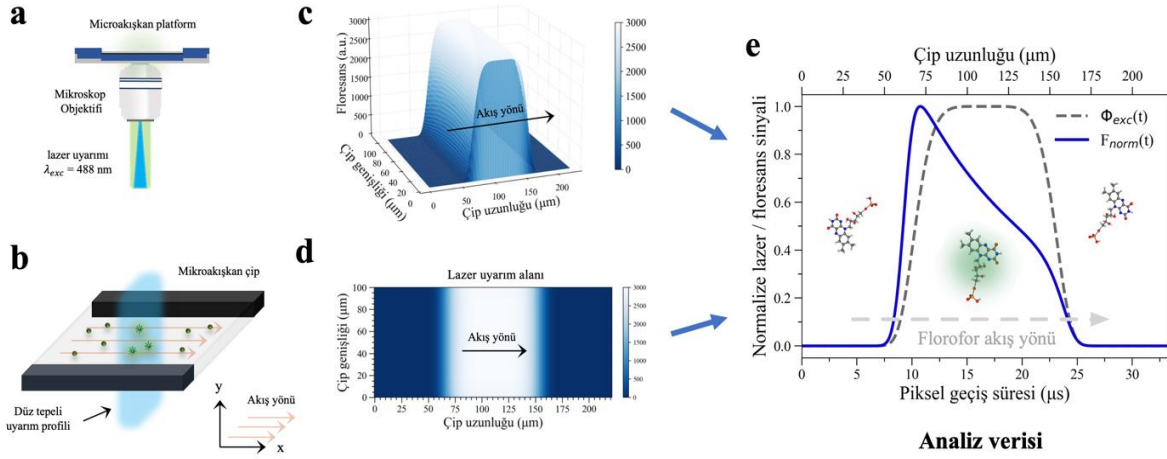 a
Microakışkan platform
Mikroskop
Objektifi
lazer uyarımı
λexc = 488 nm
b
Mikroakışkan çip
Düz tepeli
uyarım profili
y
x
Akış yönü
c
Floresans (a.u.)
3000
2500
2000
1500
1000
500
0
Akış yönü
Çip genişliği (μm)
100
80
60
40
20
0
0
50
100
150
200
Çip uzunluğu (μm)
3000
2500
2000
1500
1000
500
0
d
Lazer uyarım alanı
Çip genişliği (μm)
100
80
60
40
20
0
Akış yönü
0 25 50 75 100 125 150 175 200
Çip uzunluğu (μm)
3000
2500
2000
1500
1000
500
0
e
Çip uzunluğu (μm)
0 25 50 75 100 125 150 175 200
Normalize lazer / floresans sinyali
1.0
0.8
0.6
0.4
0.2
0.0
Φexc(t)
Fnorm(t)
Florofor akış yönü
0 5 10 15 20 25 30
Piksel geçiş süresi (μs)
Analiz verisi